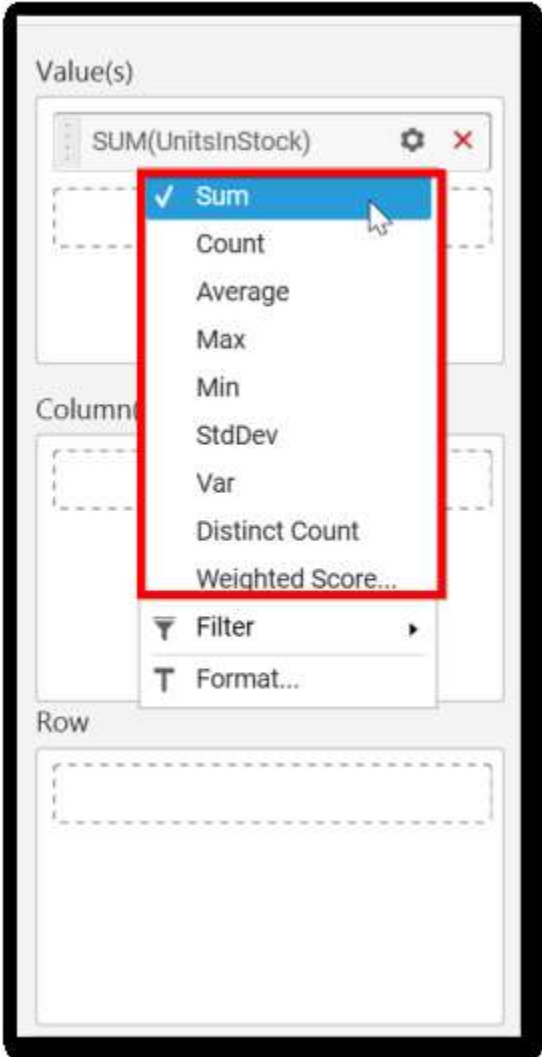 Value(s)
SUM(UnitsInStock)
Sum
Count
Average
Max
Min
Column(
StdDev
Var
Distinct Count
Weighted Score...
Filter
Format...
Row